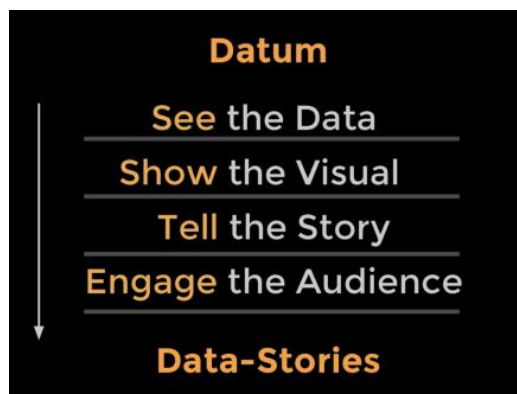 Datum
See the Data
Show the Visual
Tell the Story
Engage the Audience
Data-Stories